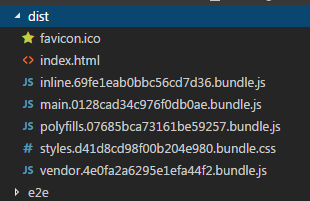 dist
favicon.ico
index.html
inline.69fe1eab0bbc56cd7d36.bundle.js
main.0128cad34c976f0db0ae.bundle.js
polyfills.07685bca73161be59257.bundle.js
styles.d41d8cd98f00b204e980.bundle.css
vendor.4e0fa2a6295e1efa44f2.bundle.js
e2e